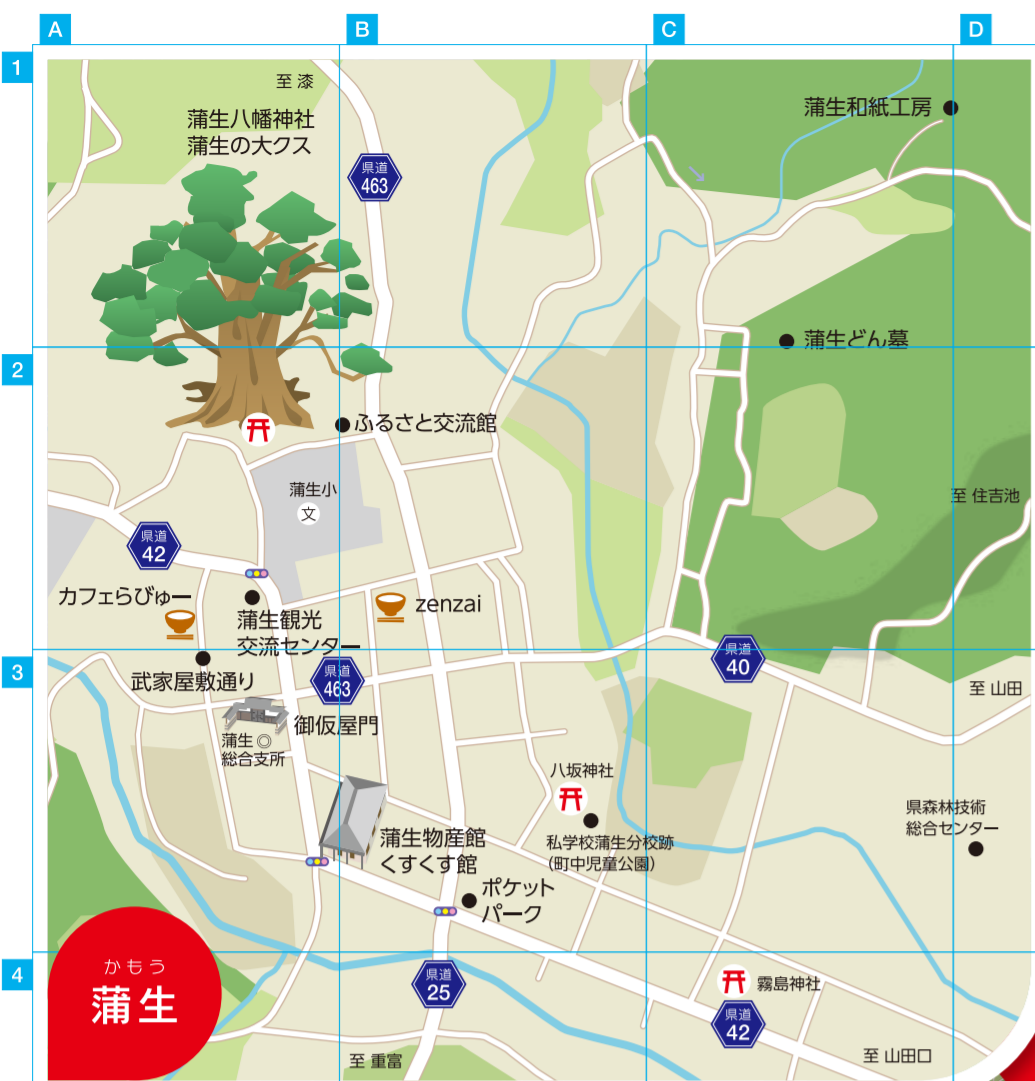 A
B
C
D
1
至 漆
蒲生八幡神社
蒲生の大クス
県道
463
蒲生和紙工房
蒲生どん墓
2
ふるさと交流館
蒲生小
文
至 住吉池
県道
42
カフェらびゅー
zenzai
蒲生観光
交流センター
3
武家屋敷通り
県道
463
県道
40
至 山田
御仮屋門
蒲生◎
総合支所
八坂神社
県森林技術
総合センター
蒲生物産館
くすくす館
私学校蒲生分校跡
(町中児童公園)
ポケット
パーク
4
かもう
蒲生
県道
25
霧島神社
県道
42
至 重富
至 山田口